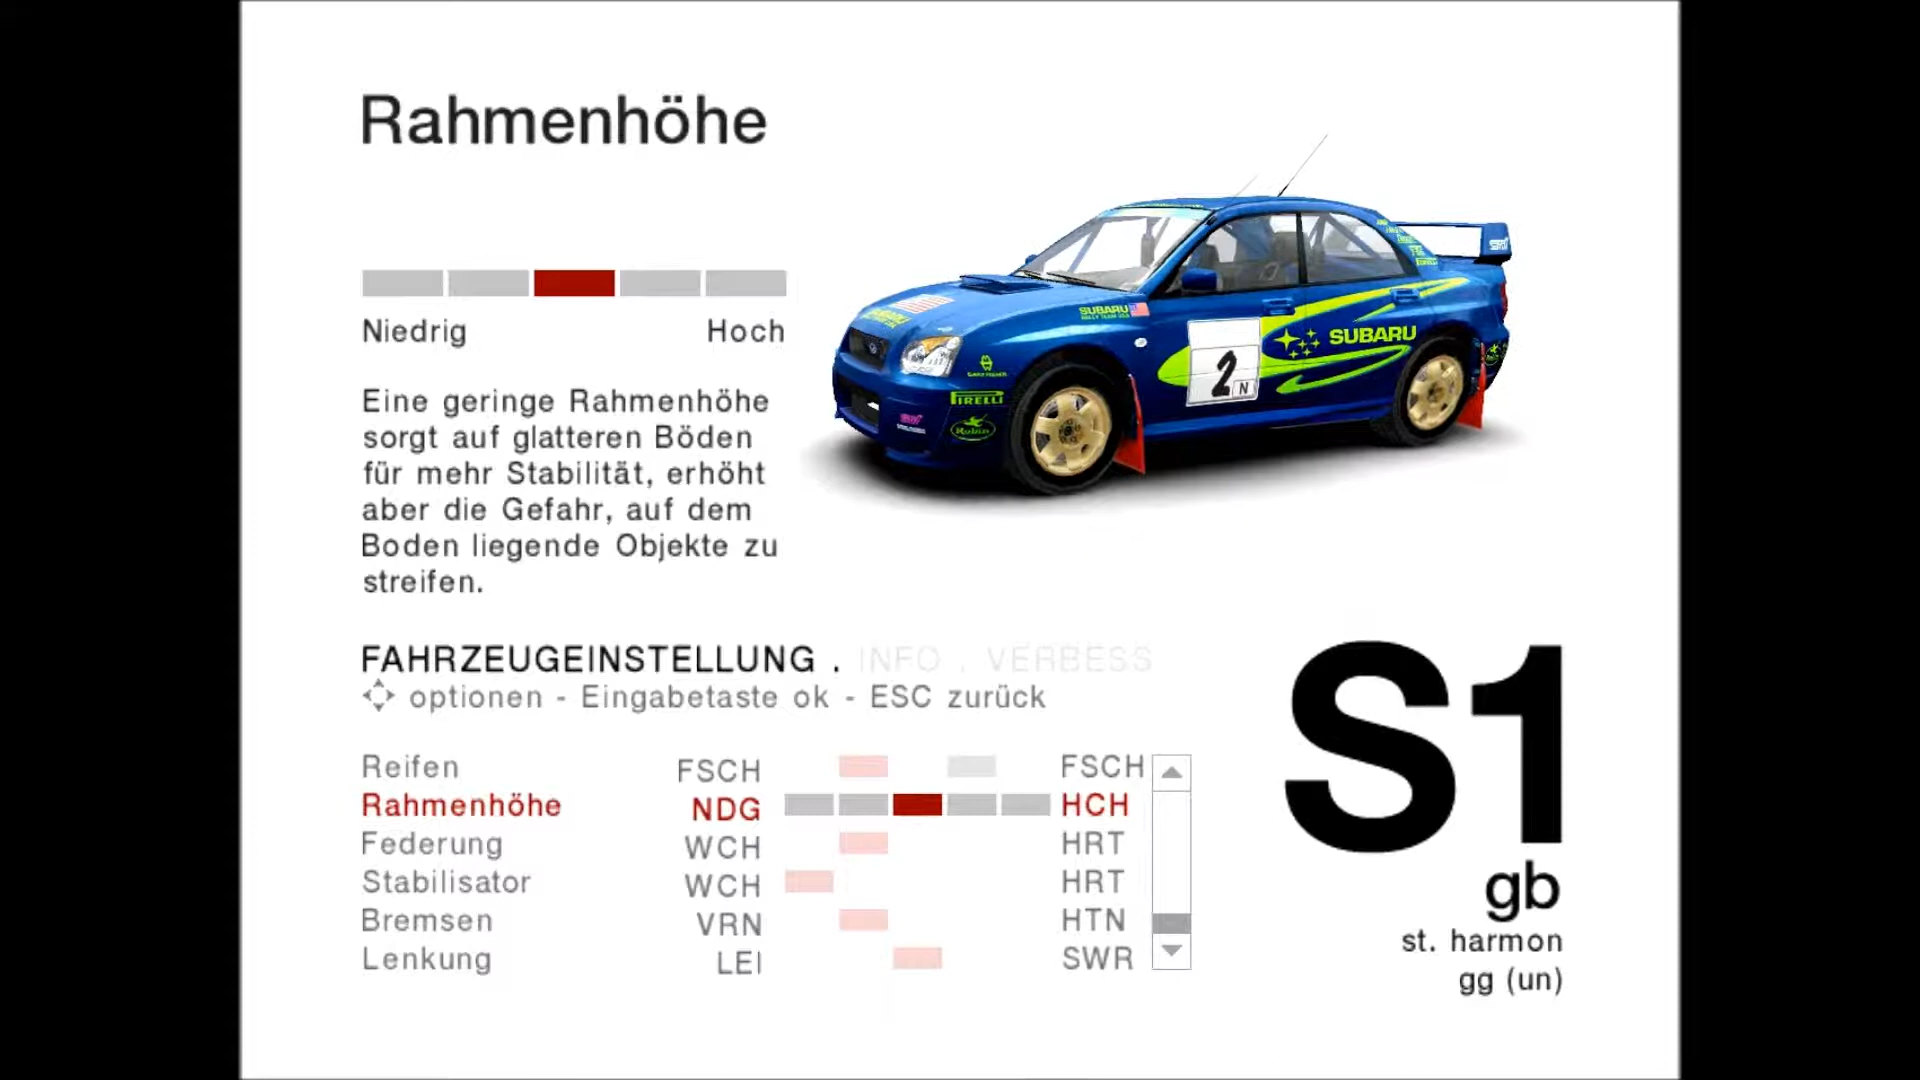 Rahmenhöhe
Niedrig Hoch
Eine geringe Rahmenhöhe
sorgt auf glatteren Böden
für mehr Stabilität, erhöht
aber die Gefahr, auf dem
Boden liegende Objekte zu
streifen.
SUBARU
SUBARU
2
N
PIRELLI
Robin
FAHRZEUGEINSTELLUNG . INFO . VERBESS
optionen - Eingabetaste ok - ESC zurück
Reifen FSCH FSCH
Rahmenhöhe NDG HCH
Federung WCH HRT
Stabilisator WCH HRT
Bremsen VRN HTN
Lenkung LEI SWR
S1
gb
st. harmon
gg (un)